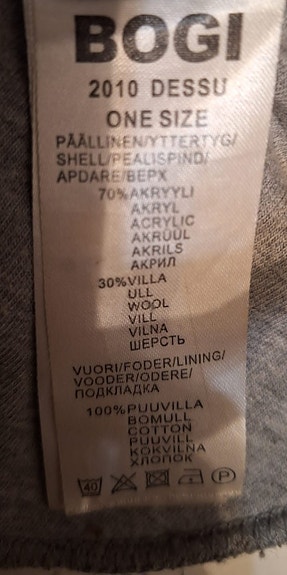 BOGI
2010 DESSU
ONE SIZE
PÄÄLLINEN/YTTERTYG/
SHELL/PEALISPIND/
APDARE/ВЕРХ
70%AKRYYLI
AKRYL
ACRYLIC
AKRÜÜL
AKRILS
АКРИЛ
30%VILLA
ULL
WOOL
VILL
VILNA
ШЕРСТЬ
VUORI/FODER/LINING/
VOODER/ODERE/
ПОДКЛАДКА
100%PUUVILLA
BOMULL
COTTON
PUUVILL
KOKVILNA
ХЛОПОК
40 P